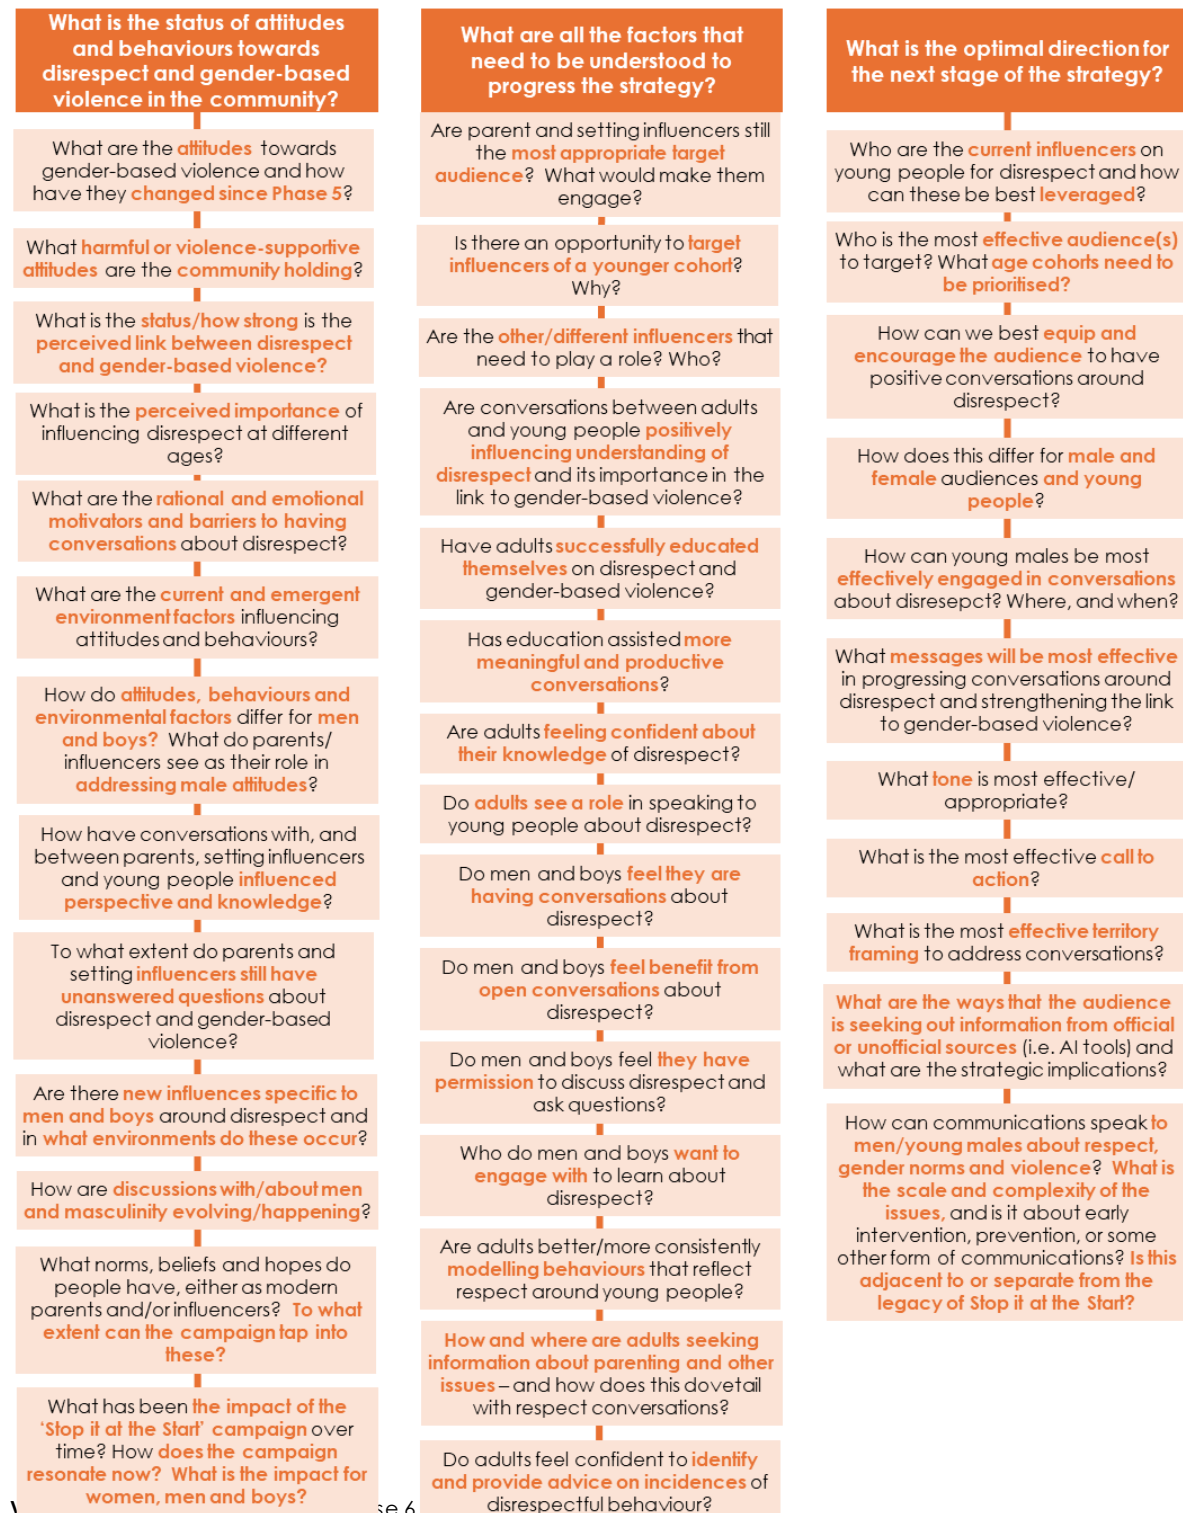 What is the status of attitudes
and behaviours towards
disrespect and gender-based
violence in the community?
What are the attitudes towards
gender-based violence and how
have they changed since Phase 5?
What harmful or violence-supportive
attitudes are the community holding?
What is the status/how strong is the
perceived link between disrespect
and gender-based violence?
What is the perceived importance of
influencing disrespect at different
ages?
What are the rational and emotional
motivators and barriers to having
conversations about disrespect?
What are the current and emergent
environment factors influencing
attitudes and behaviours?
How do attitudes, behaviours and
environmental factors differ for men
and boys? What do parents/
influencers see as their role in
addressing male attitudes?
How have conversations with, and
between parents, setting influencers
and young people influenced
perspective and knowledge?
To what extent do parents and
setting influencers still have
unanswered questions about
disrespect and gender-based
violence?
Are there new influences specific to
men and boys around disrespect and
in what environments do these occur?
How are discussions with/about men
and masculinity evolving/happening?
What norms, beliefs and hopes do
people have, either as modern
parents and/or influencers? To what
extent can the campaign tap into
these?
What has been the impact of the
‘Stop it at the Start’ campaign over
time? How does the campaign
resonate now? What is the impact for
women, men and boys?
What are all the factors that
need to be understood to
progress the strategy?
Are parent and setting influencers still
the most appropriate target
audience? What would make them
engage?
Is there an opportunity to target
influencers of a younger cohort?
Why?
Are the other/different influencers that
need to play a role? Who?
Are conversations between adults
and young people positively
influencing understanding of
disrespect and its importance in the
link to gender-based violence?
Have adults successfully educated
themselves on disrespect and
gender-based violence?
Has education assisted more
meaningful and productive
conversations?
Are adults feeling confident about
their knowledge of disrespect?
Do adults see a role in speaking to
young people about disrespect?
Do men and boys feel they are
having conversations about
disrespect?
Do men and boys feel benefit from
open conversations about
disrespect?
Do men and boys feel they have
permission to discuss disrespect and
ask questions?
Who do men and boys want to
engage with to learn about
disrespect?
Are adults better/more consistently
modelling behaviours that reflect
respect around young people?
How and where are adults seeking
information about parenting and other
issues – and how does this dovetail
with respect conversations?
Do adults feel confident to identify
and provide advice on incidences of
disrespectful behaviour?
What is the optimal direction for
the next stage of the strategy?
Who are the current influencers on
young people for disrespect and how
can these be best leveraged?
Who is the most effective audience(s)
to target? What age cohorts need to
be prioritised?
How can we best equip and
encourage the audience to have
positive conversations around
disrespect?
How does this differ for male and
female audiences and young
people?
How can young males be most
effectively engaged in conversations
about disresepct? Where, and when?
What messages will be most effective
in progressing conversations around
disrespect and strengthening the link
to gender-based violence?
What tone is most effective/
appropriate?
What is the most effective call to
action?
What is the most effective territory
framing to address conversations?
What are the ways that the audience
is seeking out information from official
or unofficial sources (i.e. AI tools) and
what are the strategic implications?
How can communications speak to
men/young males about respect,
gender norms and violence? What is
the scale and complexity of the
issues, and is it about early
intervention, prevention, or some
other form of communications? Is this
adjacent to or separate from the
legacy of Stop it at the Start?
se 6